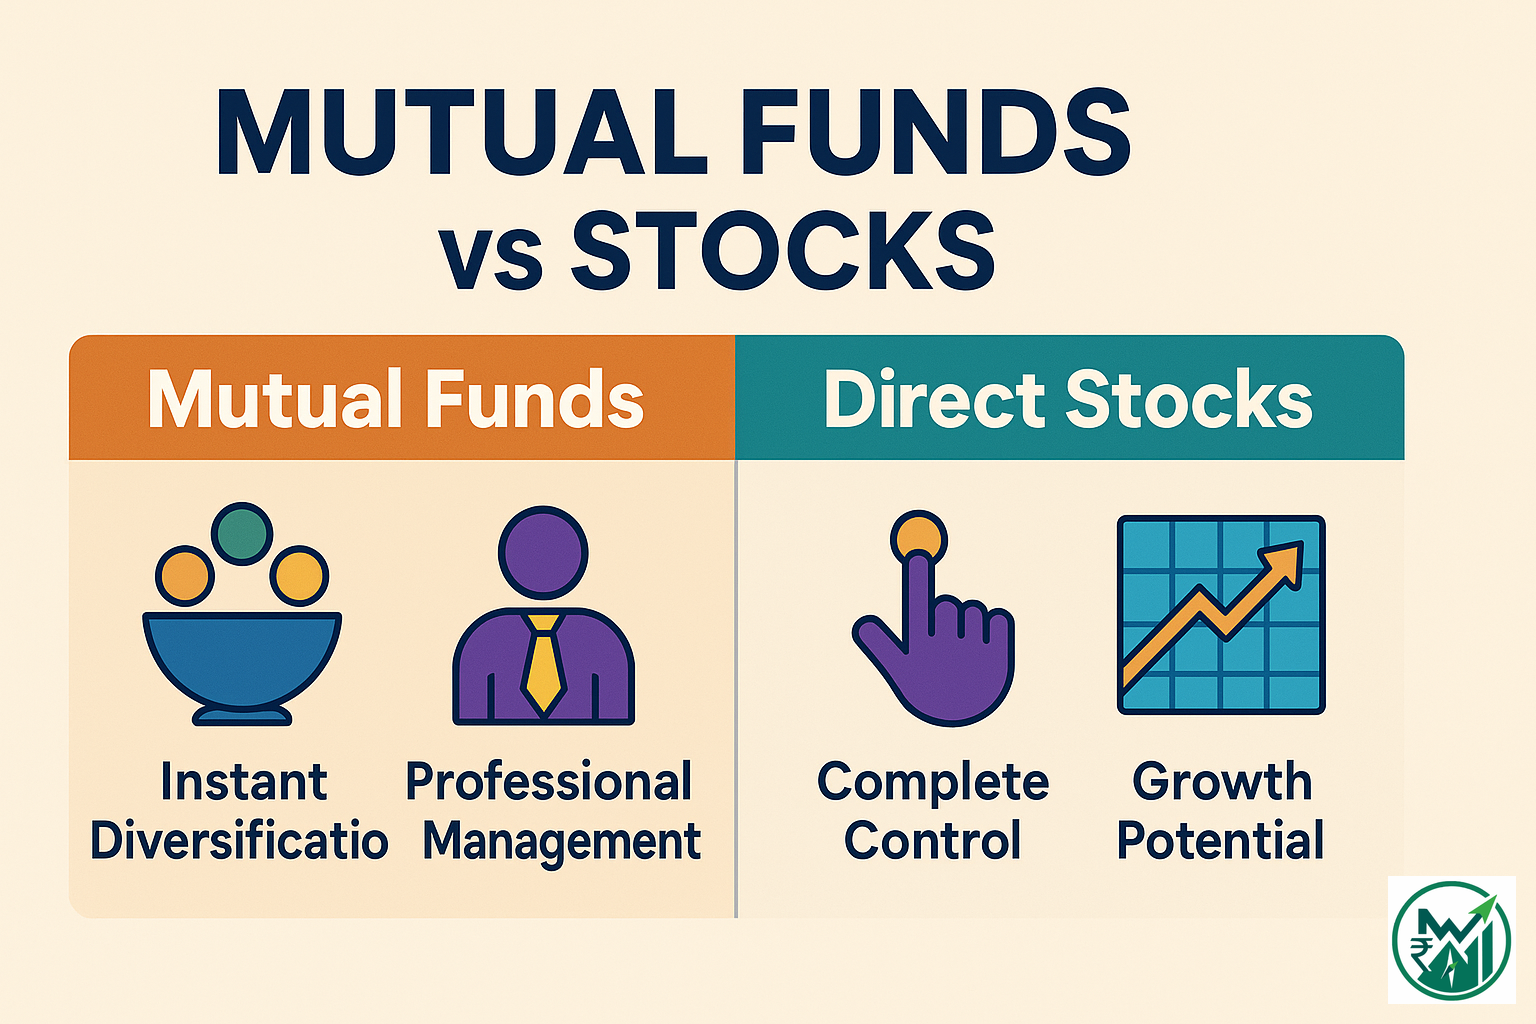 MUTUAL FUNDS
vs STOCKS
Mutual Funds
Direct Stocks
Instant
Diversificatio
Professional
Management
Complete
Control
Growth
Potential
₹